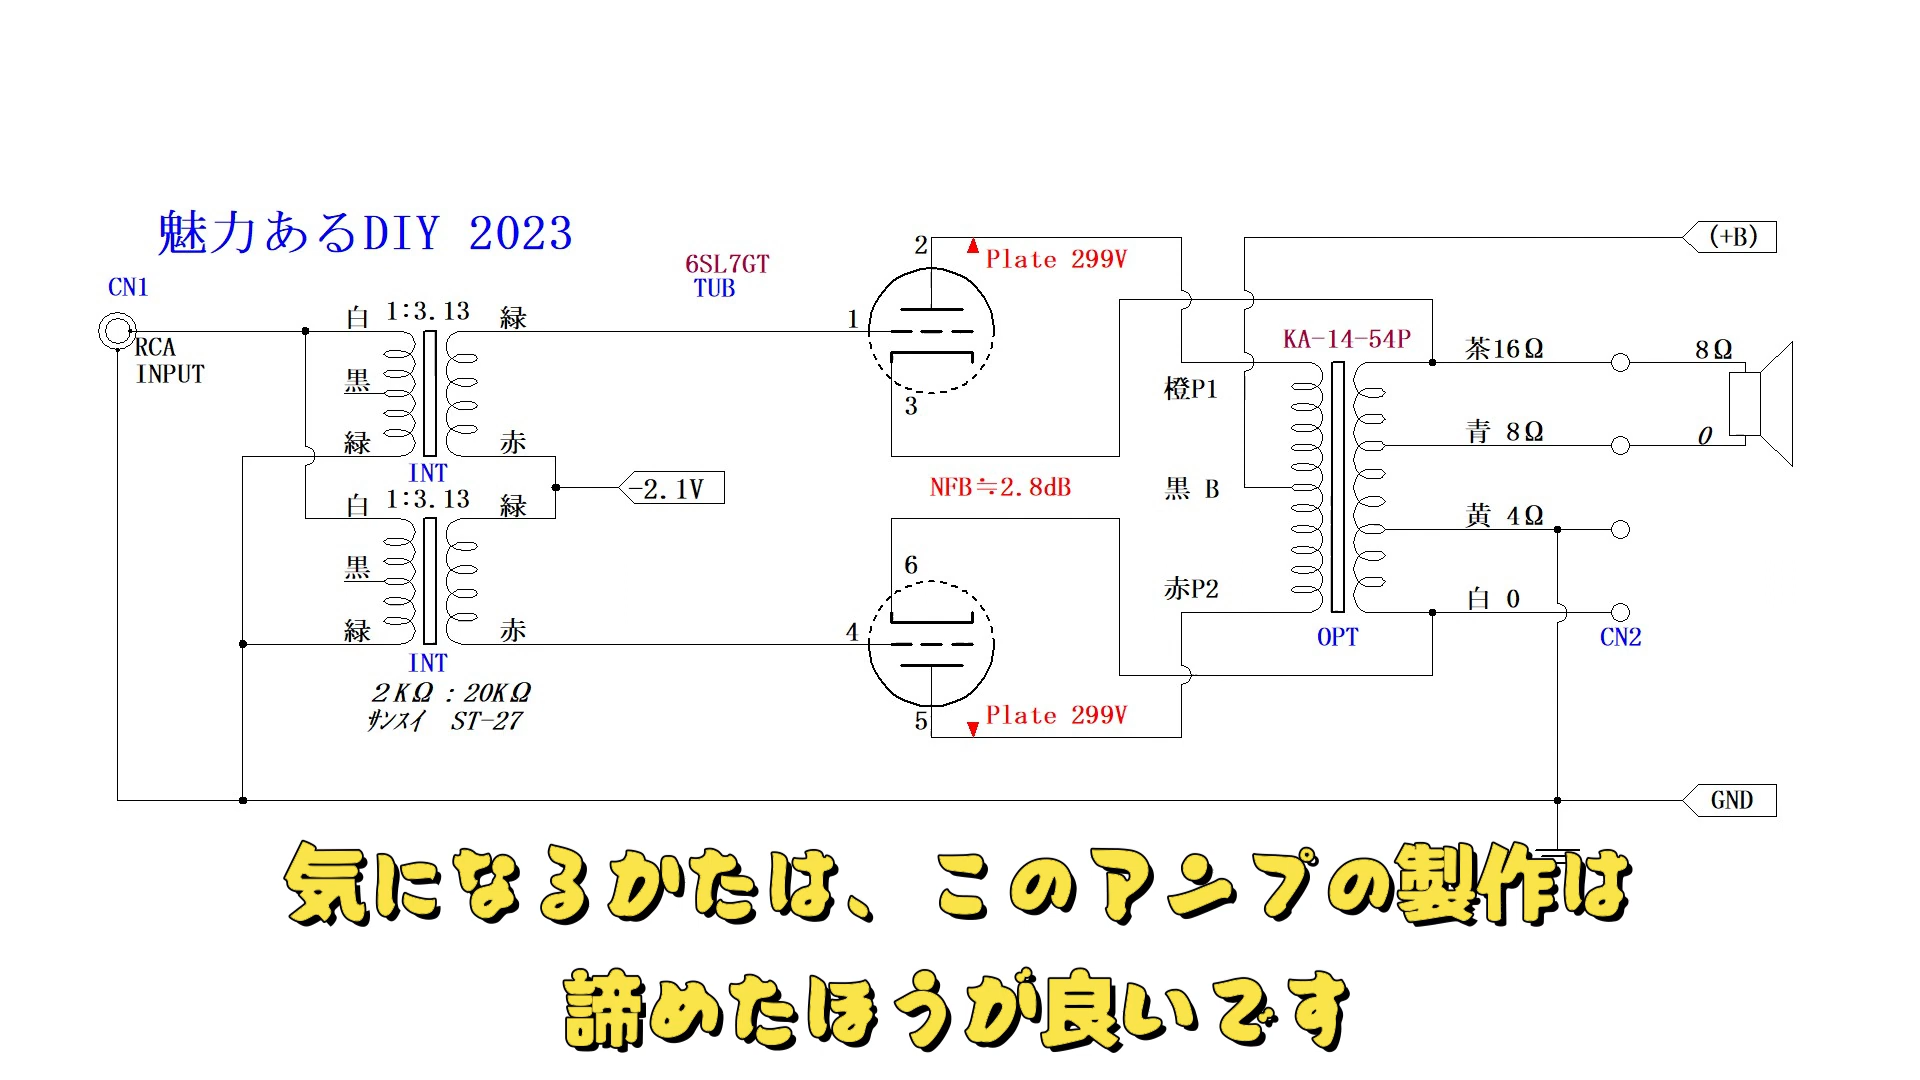 魅力あるDIY 2023
CN1
RCA
INPUT
白
1:3.13
緑
黒
緑
赤
INT
白
1:3.13
緑
黒
緑
赤
INT
2KΩ : 20KΩ
ｻﾝｽｲ ST-27
-2.1V
6SL7GT
TUB
2
Plate 299V
1
3
NFB≒2.8dB
6
4
5
Plate 299V
(+B)
KA-14-54P
橙P1
黒 B
赤P2
OPT
茶16Ω
青 8Ω
黄 4Ω
白 0
CN2
8Ω
0
GND
気になるかたは、このアンプの製作は
諦めたほうが良いです